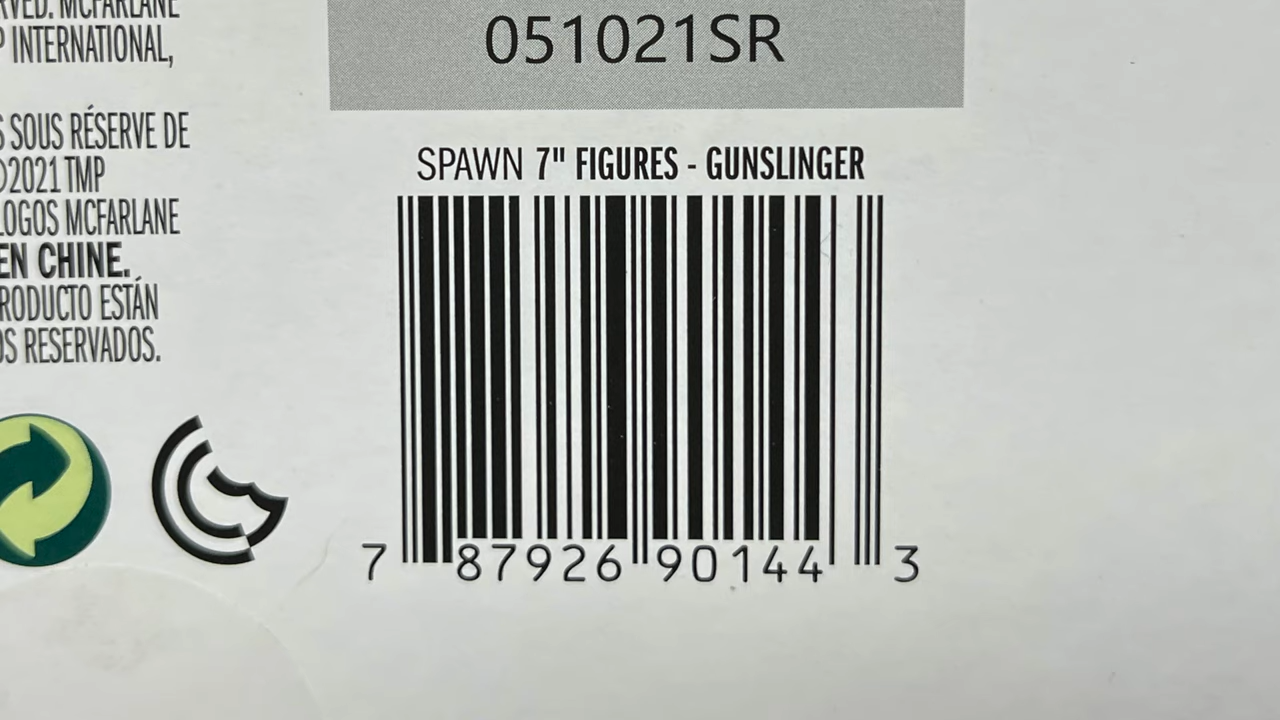 RVED. MCFARLANE
P INTERNATIONAL,
S SOUS RÉSERVE DE
©2021 TMP
LOGOS MCFARLANE
EN CHINE.
RODUCTO ESTÁN
OS RESERVADOS.
051021SR
SPAWN 7" FIGURES - GUNSLINGER
7 87926 90144 3